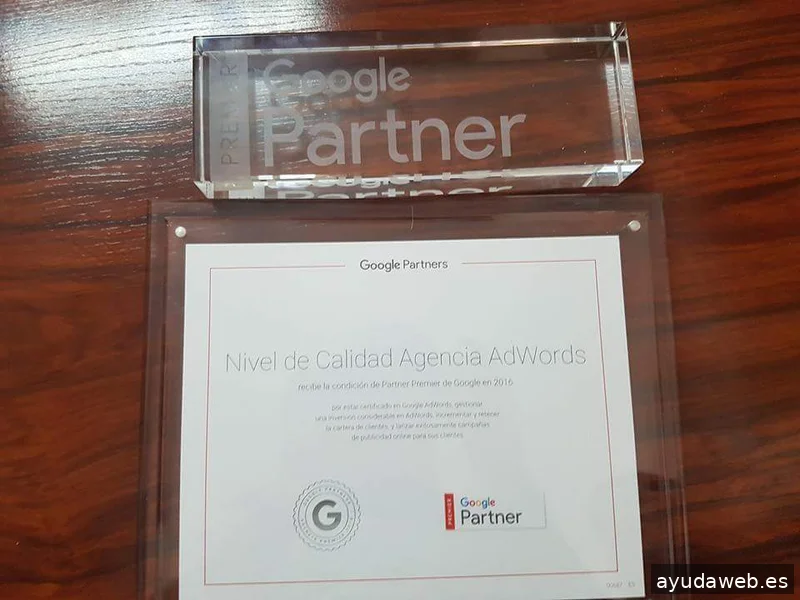 PREMIER
Google
Partner
Google Partners
Nivel de Calidad Agencia AdWords
recibe la condición de Partner Premier de Google en 2016
por estar certificado en Google AdWords, gestionar
una inversión considerable en AdWords, incrementar y retener
la cartera de clientes, y lanzar exitosamente campañas
de publicidad online para sus clientes.
G
PREMIER
Google
Partner
ayudaweb.es